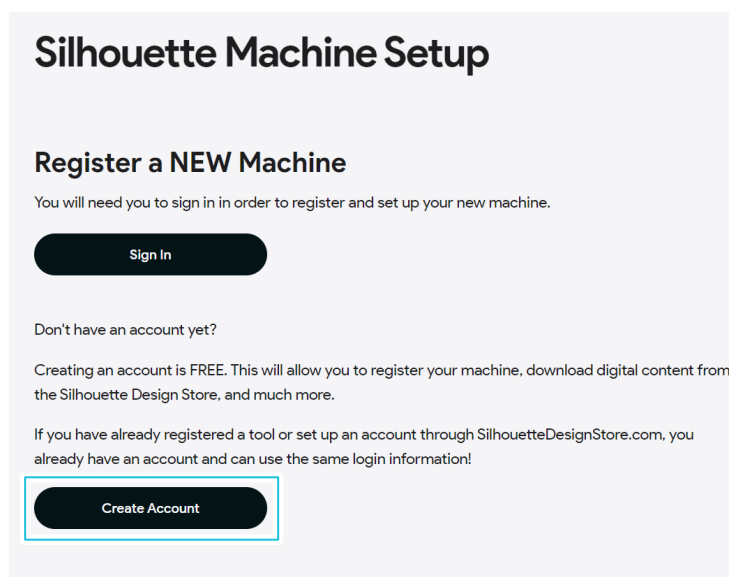 Silhouette Machine Setup
Register a NEW Machine
You will need you to sign in in order to register and set up your new machine.
Sign In
Don't have an account yet?
Creating an account is FREE. This will allow you to register your machine, download digital content from
the Silhouette Design Store, and much more.
If you have already registered a tool or set up an account through SilhouetteDesignStore.com, you
already have an account and can use the same login information!
Create Account